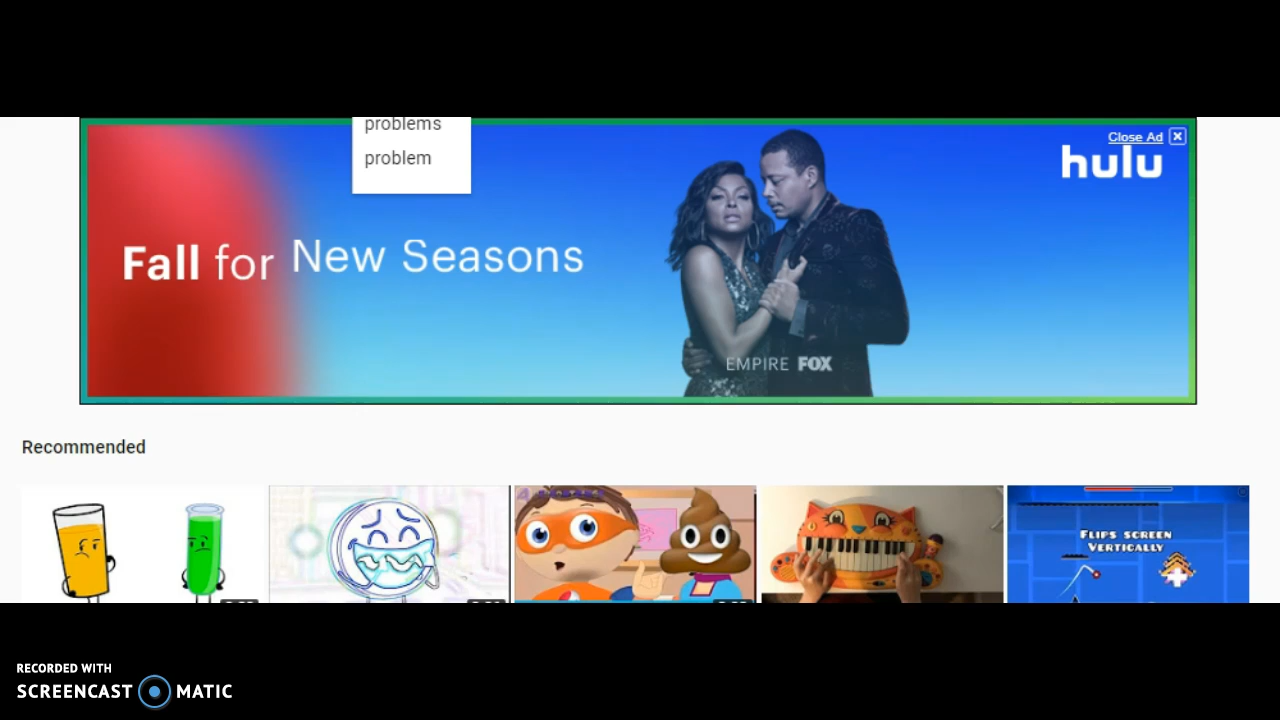 problems
problem
Close Ad X
hulu
Fall for New Seasons
EMPIRE FOX
Recommended
FLIPS SCREEN
VERTICALLY
RECORDED WITH
SCREENCAST MATIC